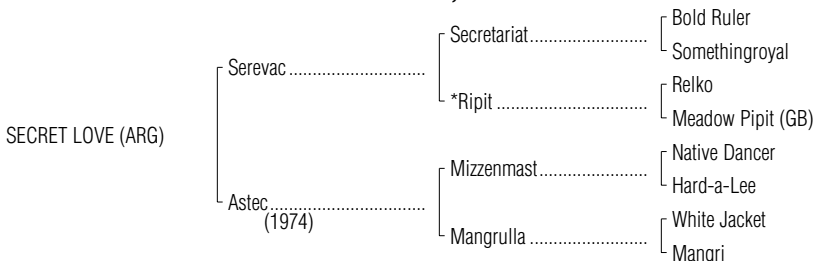 Bold Ruler
Secretariat..........................
Somethingroyal
Serevac .............................
Relko
*Ripit .................................
Meadow Pipit (GB)
SECRET LOVE (ARG)
Native Dancer
Mizzenmast........................
Hard-a-Lee
Astec.................................
(1974)
White Jacket
Mangrulla ..........................
Mangri